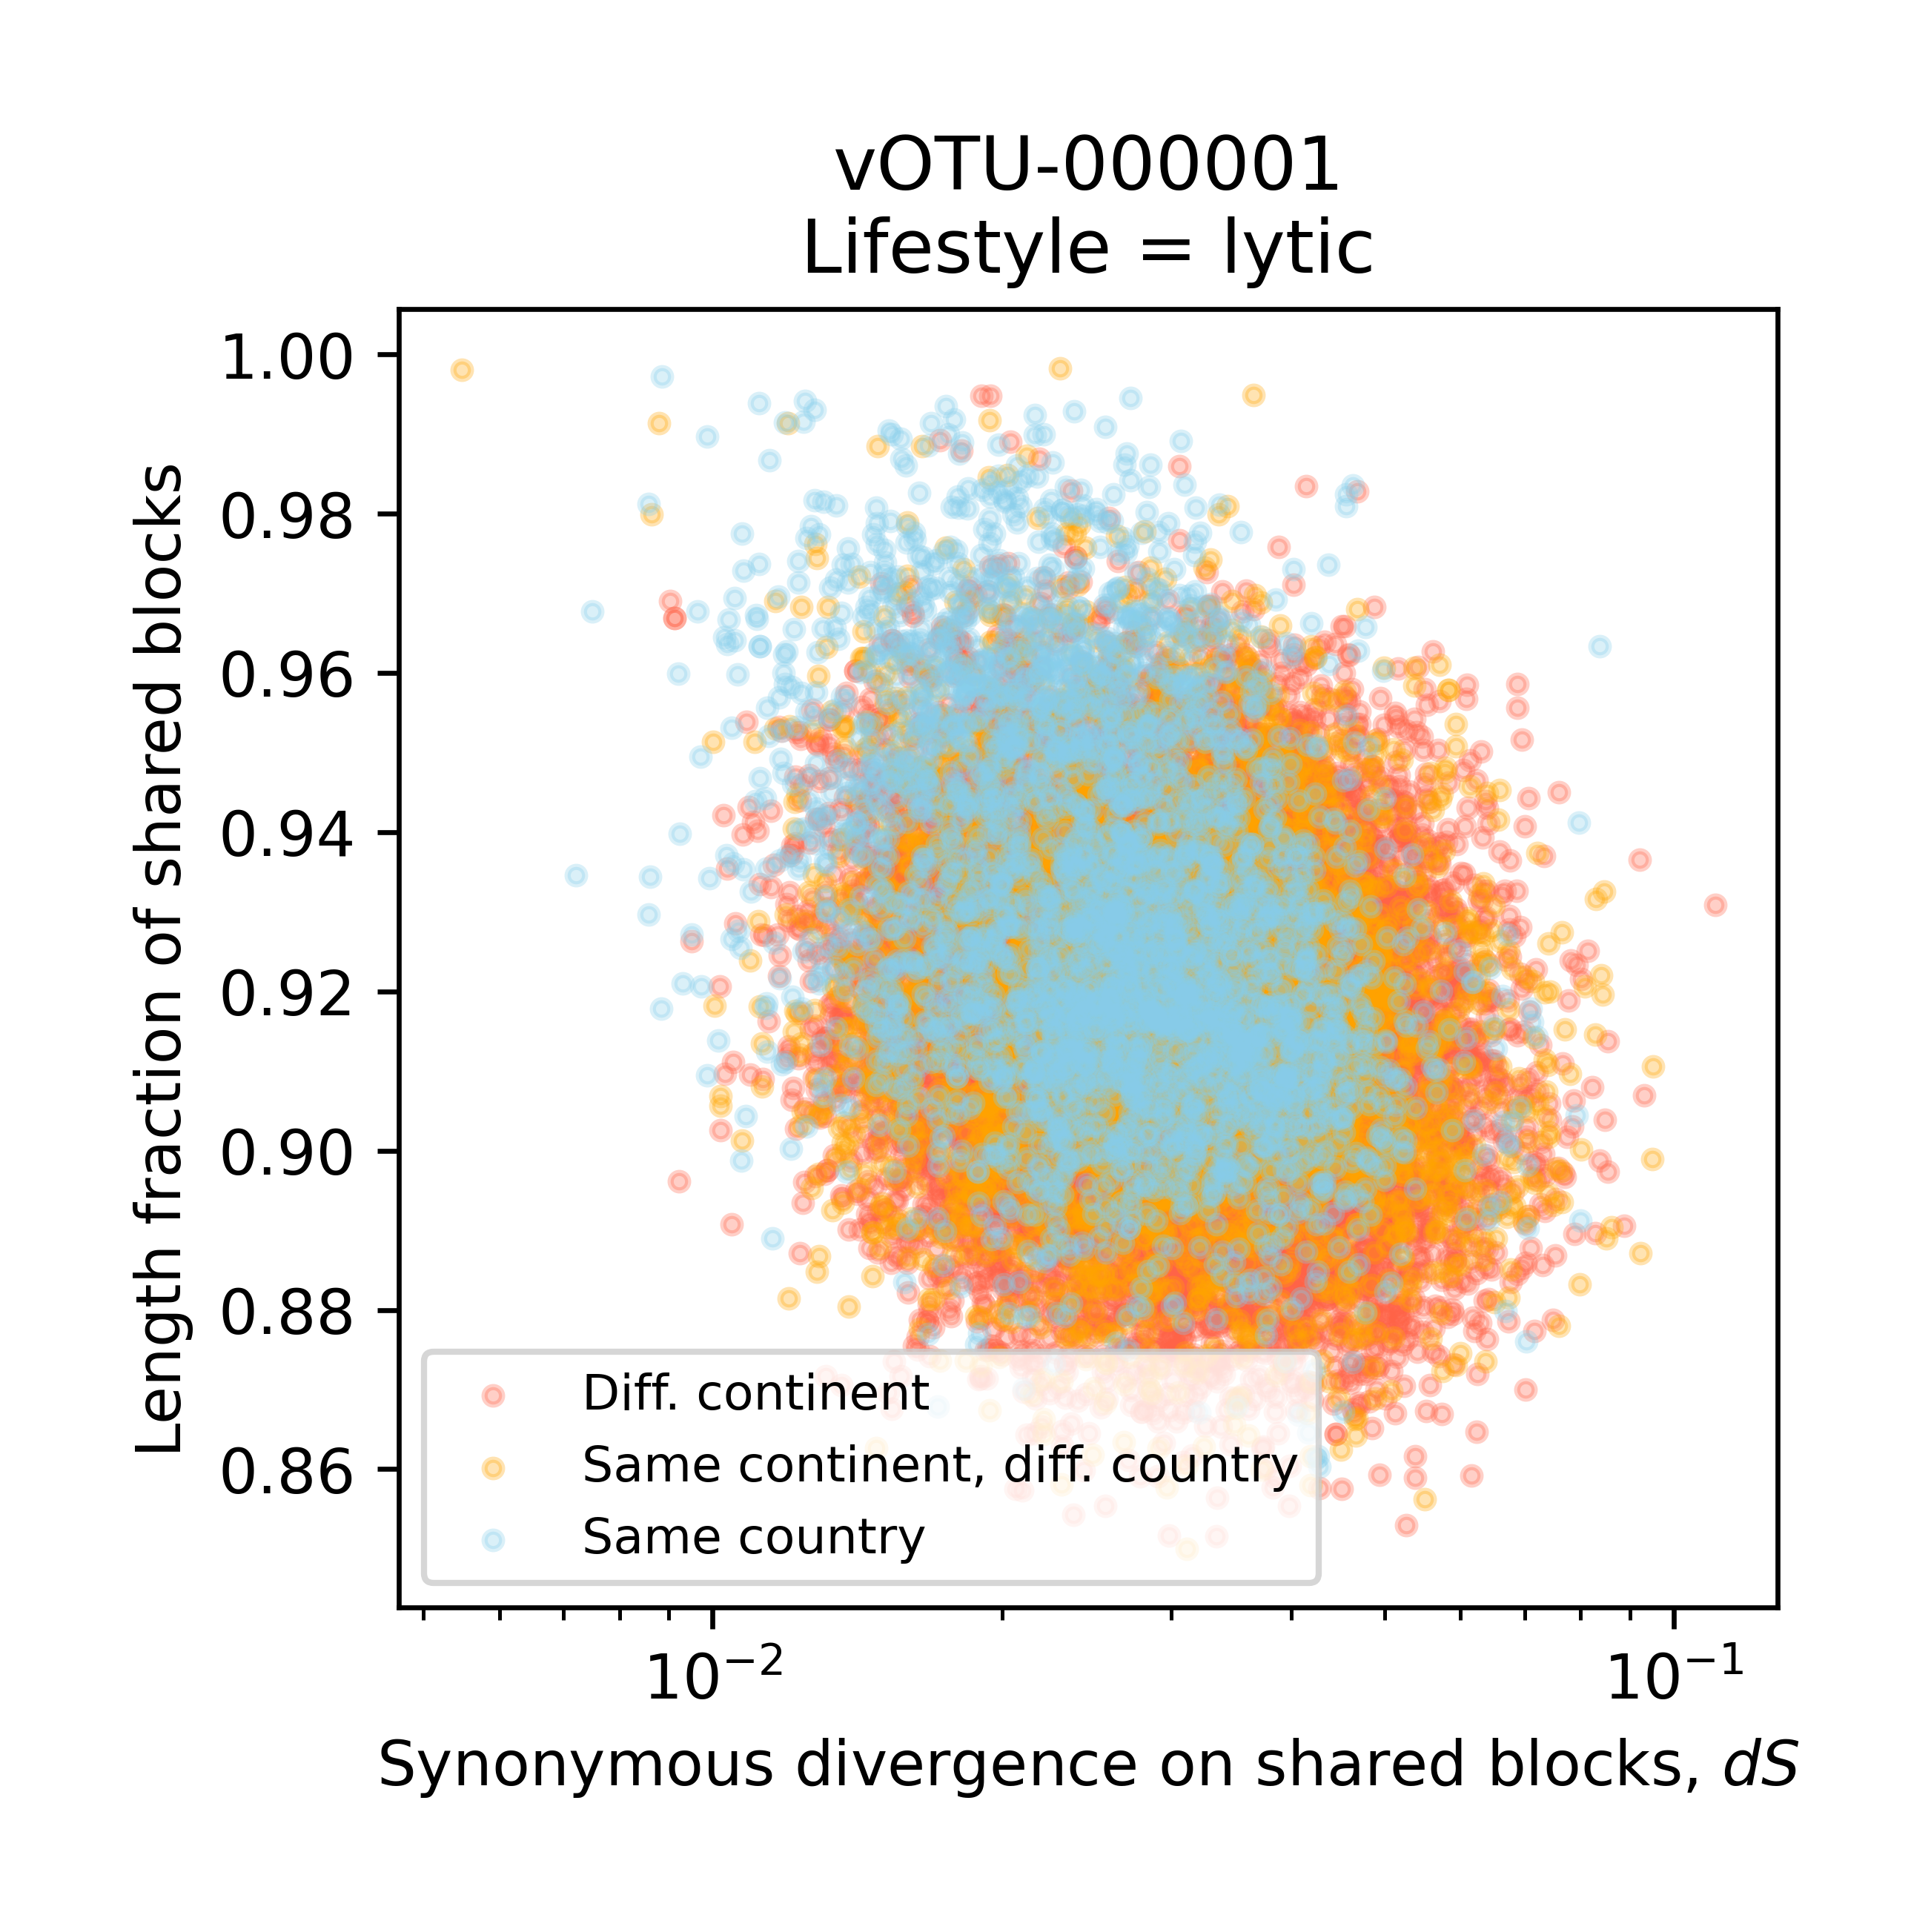 vOTU-000001
Lifestyle = lytic
Length fraction of shared blocks
1.00
0.98
0.96
0.94
0.92
0.90
0.88
0.86
Diff. continent
Same continent, diff. country
Same country
10⁻²
10⁻¹
Synonymous divergence on shared blocks, dS